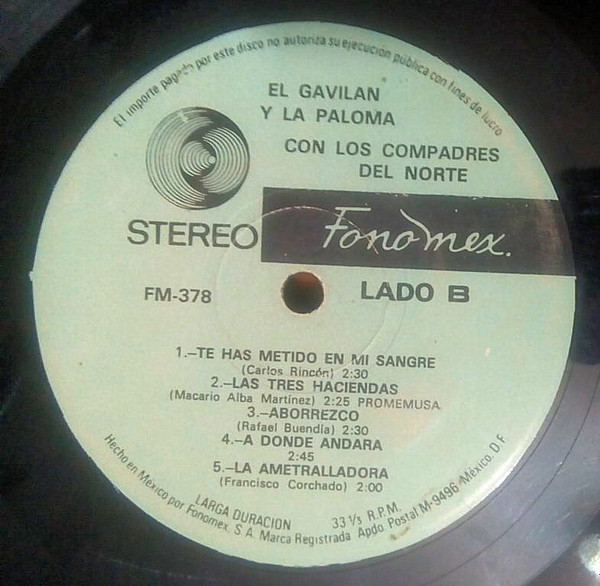 El importe pagado por este disco no autoriza su ejecución pública con fines de lucro
EL GAVILAN
Y LA PALOMA
CON LOS COMPADRES
DEL NORTE
STEREO
Fonomex.
FM-378
LADO B
1.-TE HAS METIDO EN MI SANGRE
(Carlos Rincón) 2:30
2.-LAS TRES HACIENDAS
(Macario Alba Martínez) 2:25 PROMEMUSA
3.-ABORREZCO
(Rafael Buendía) 2:30
4.-A DONDE ANDARA
2:45
5.-LA AMETRALLADORA
(Francisco Corchado) 2:00
LARGA DURACION
33⅓ R.P.M.
Hecho en México por Fonomex. S.A. Marca Registrada Apdo. Postal M-9496 -México. D.F